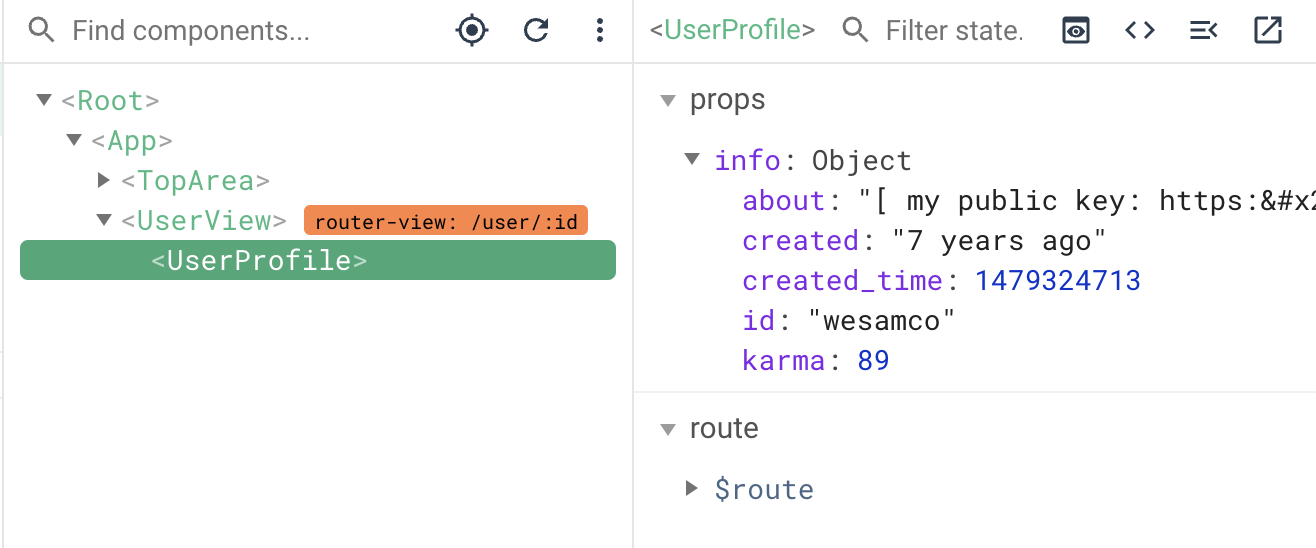 Find components...
<Root>
<App>
<TopArea>
<UserView> router-view: /user/:id
<UserProfile>
<UserProfile> Filter state.
props
info: Object
about: "[ my public key: https:&#x2
created: "7 years ago"
created_time: 1479324713
id: "wesamco"
karma: 89
route
$route